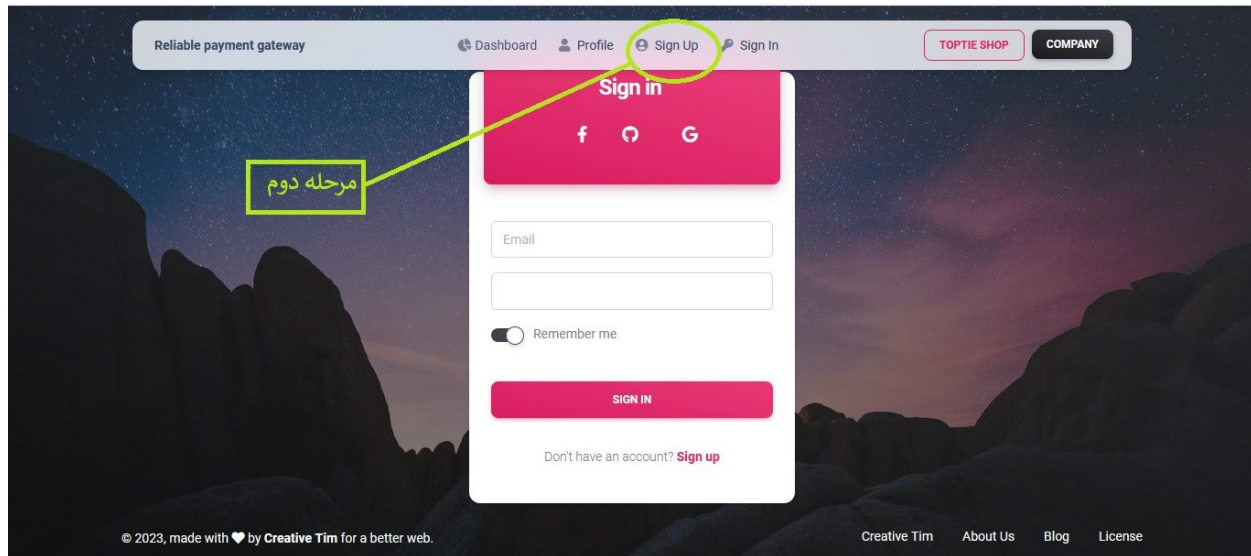 Reliable payment gateway
Dashboard Profile Sign Up Sign In
TOPTIE SHOP COMPANY
Sign in
مرحله دوم
Email
Remember me
SIGN IN
Don't have an account? Sign up
© 2023, made with ♥ by Creative Tim for a better web.
Creative Tim About Us Blog License